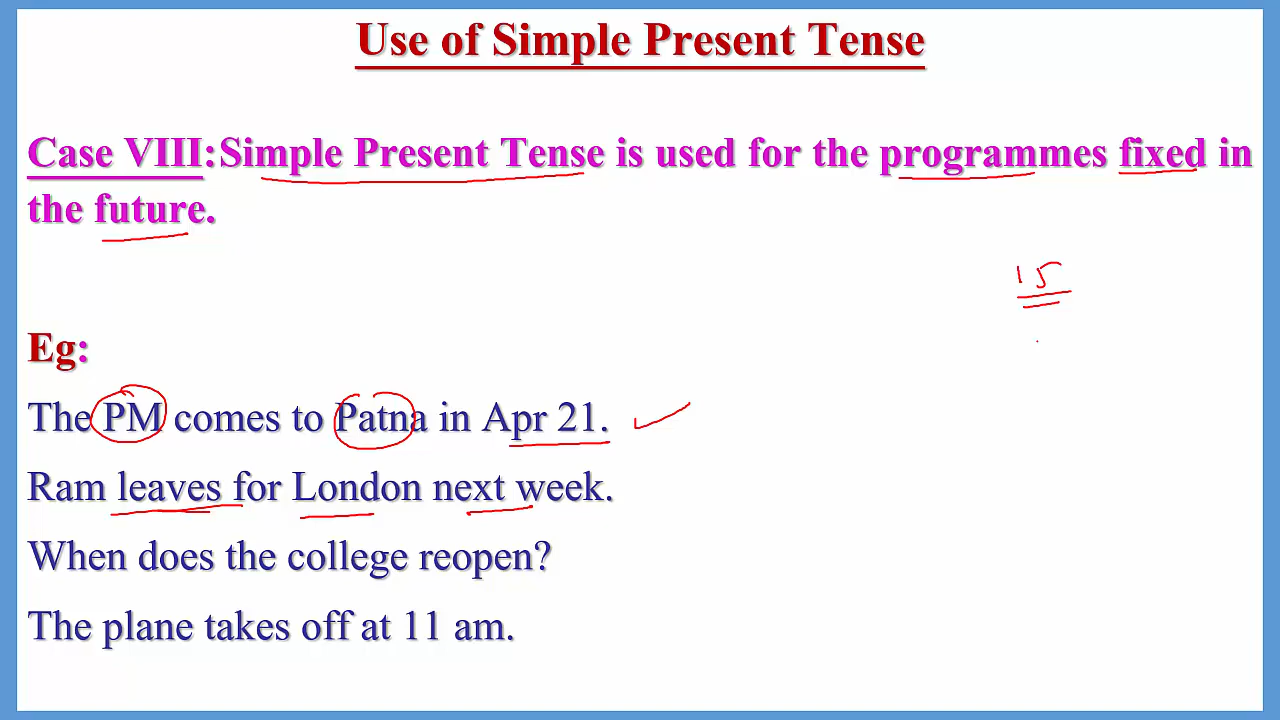 Use of Simple Present Tense
Case VIII: Simple Present Tense is used for the programmes fixed in
the future.
15
Eg:
The PM comes to Patna in Apr 21.
Ram leaves for London next week.
When does the college reopen?
The plane takes off at 11 am.